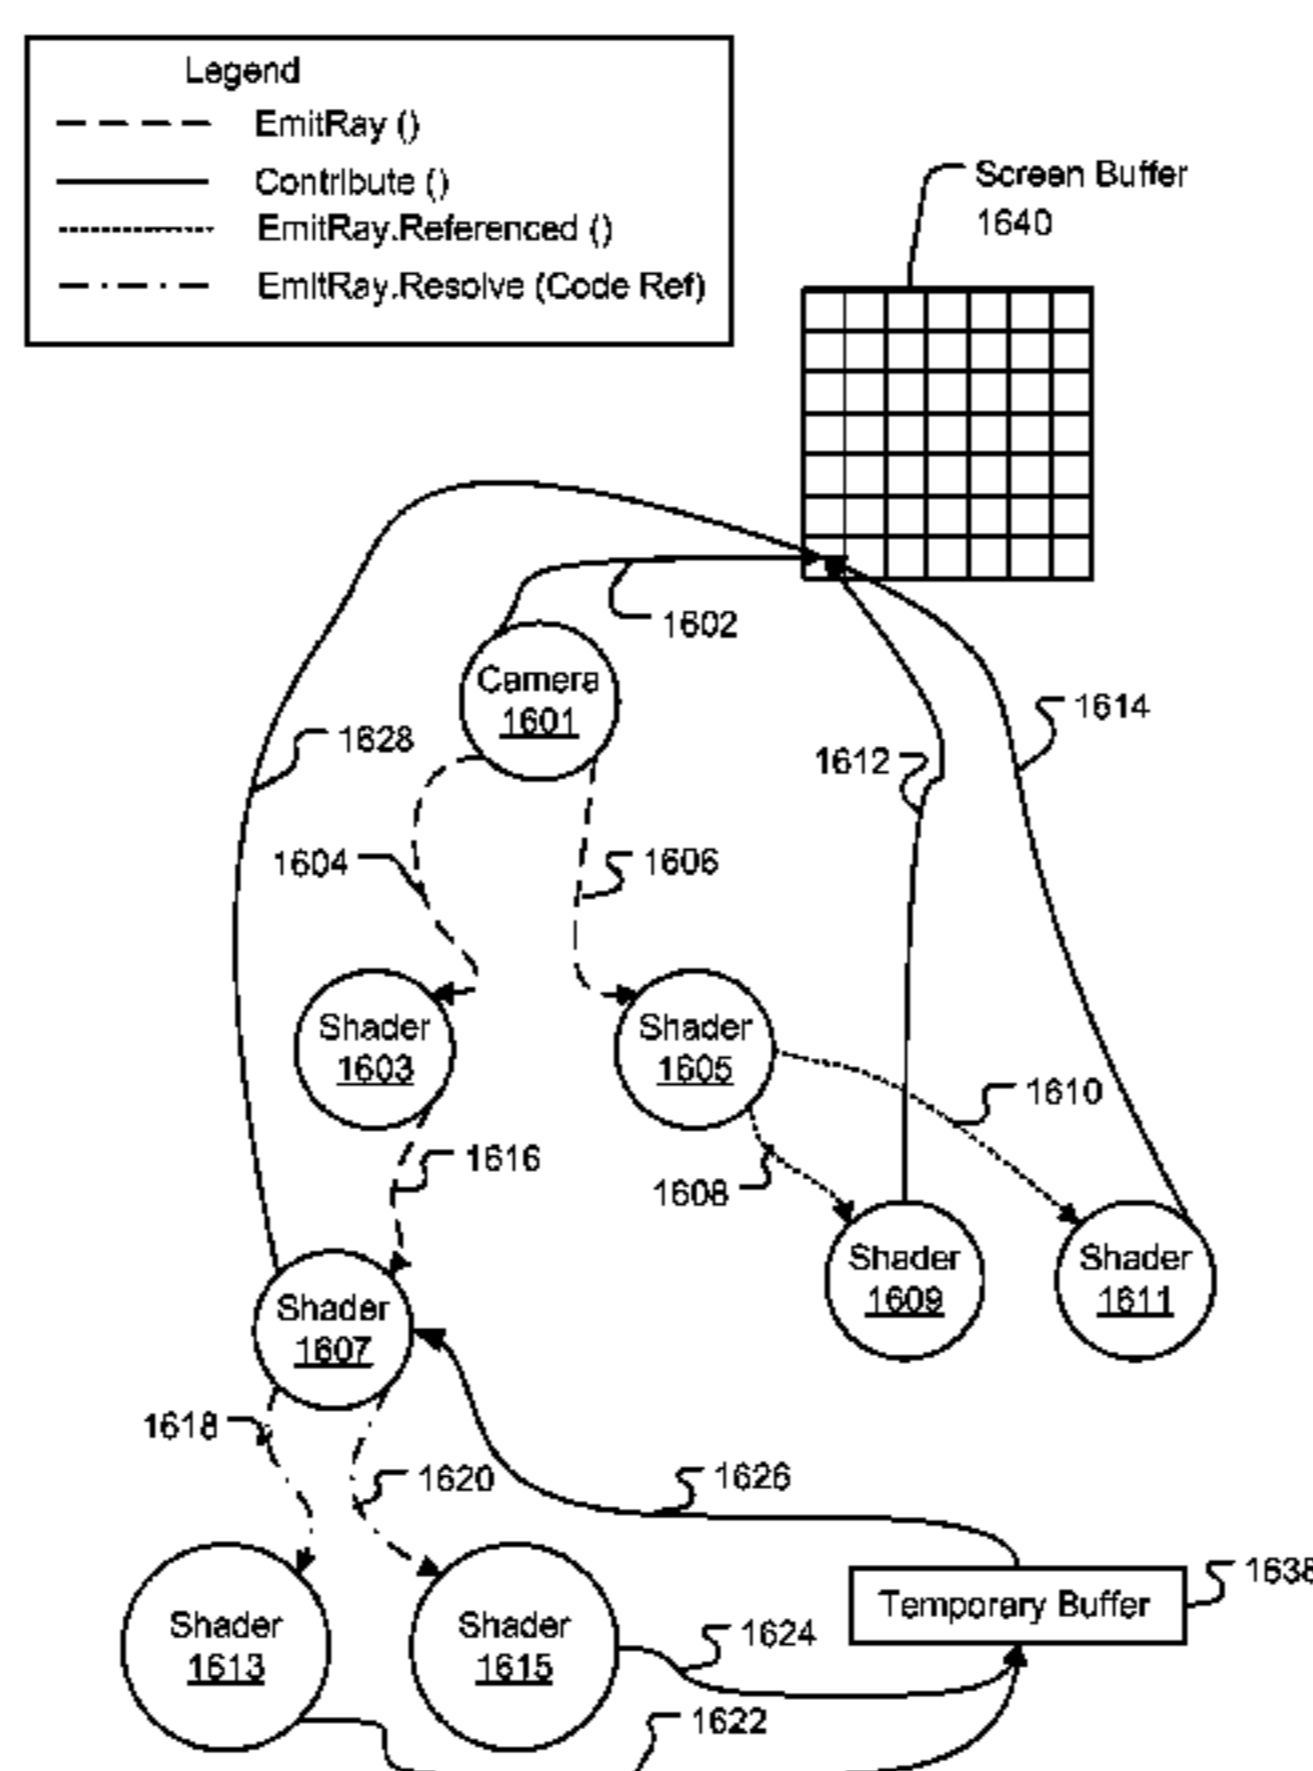 Legend
EmitRay ()
Contribute ()
EmitRay.Referenced ()
EmitRay.Resolve (Code Ref)
Screen Buffer
1640
1602
Camera
1601
1628
1614
1612
1604
1606
Shader
1603
Shader
1605
1610
1616
1608
Shader
1609
Shader
1611
Shader
1607
1618
1620
1626
1638
Temporary Buffer
Shader
1613
Shader
1615
1624
1622